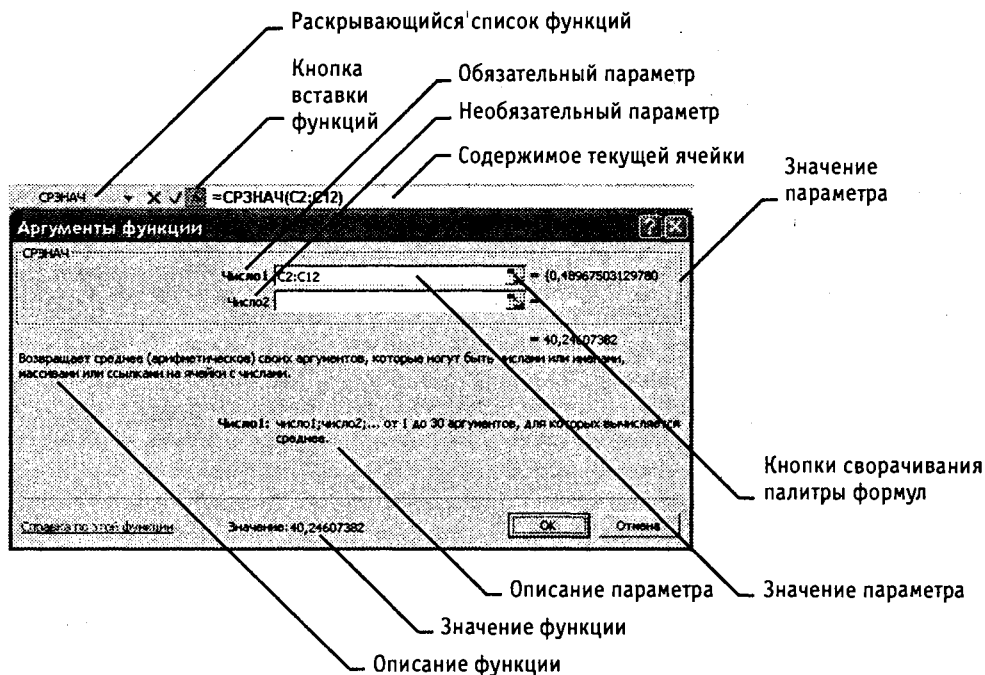 Раскрывающийся список функций
Кнопка
вставки
функций
Обязательный параметр
Необязательный параметр
Содержимое текущей ячейки
Значение
параметра
СРЗНАЧ
=СРЗНАЧ(C2:C12)
Аргументы функции
СРЗНАЧ
Число1 C2:C12 = {0,48967503129780
Число2 =
= 40,24607382
Возвращает среднее (арифметическое) своих аргументов, которые могут быть числами или именами,
массивами или ссылками на ячейки с числами.
Число1: число1;число2;... от 1 до 30 аргументов, для которых вычисляется
среднее.
Справка по этой функции
Значение: 40,24607382
ОК
Отмена
Кнопки сворачивания
палитры формул
Описание параметра
Значение параметра
Значение функции
Описание функции